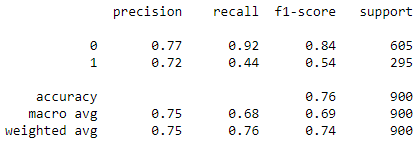 precision recall f1-score support
0 0.77 0.92 0.84 605
1 0.72 0.44 0.54 295
accuracy 0.76 900
macro avg 0.75 0.68 0.69 900
weighted avg 0.75 0.76 0.74 900